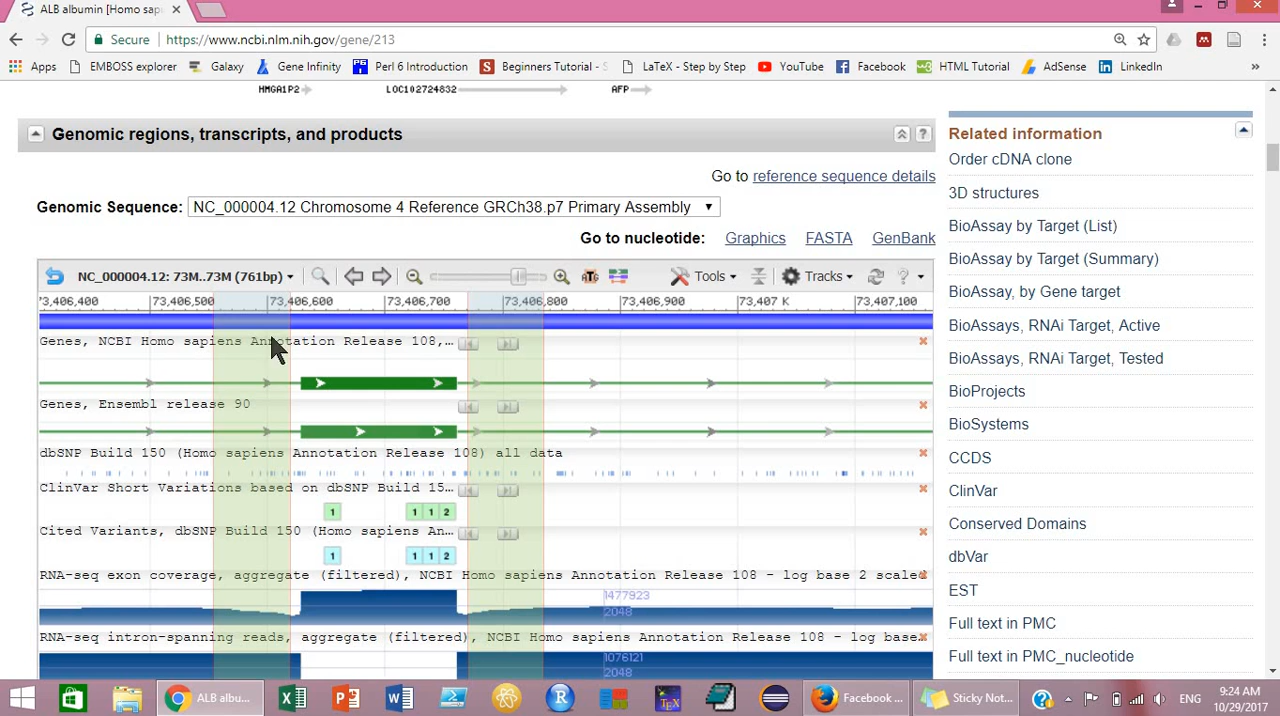 ALB albumin [Homo sap
Secure
https://www.ncbi.nlm.nih.gov/gene/213
Apps
EMBOSS explorer
Galaxy
Gene Infinity
PG
Perl 6 Introduction
Beginners Tutorial -
LaTeX - Step by Step
YouTube
Facebook
w3
HTML Tutorial
AdSense
LinkedIn
HMGA1P2
LOC102724832
AFP
Genomic regions, transcripts, and products
Go to reference sequence details
Genomic Sequence:
NC_000004.12 Chromosome 4 Reference GRCh38.p7 Primary Assembly
Go to nucleotide:
Graphics
FASTA
GenBank
NC_000004.12: 73M..73M (761bp)
Tools
Tracks
?
73,406,400
73,406,500
73,406,600
73,406,700
73,406,800
73,406,900
73,407 K
73,407,100
Genes, NCBI Homo sapiens Annotation Release 108,…
Genes, Ensembl release 90
dbSNP Build 150 (Homo sapiens Annotation Release 108) all data
ClinVar Short Variations based on dbSNP Build 15…
1
1 1 2
Cited Variants, dbSNP Build 150 (Homo sapiens An…
1
1 1 2
RNA-seq exon coverage, aggregate (filtered), NCBI Homo sapiens Annotation Release 108 - log base 2 scaled
1477923
2048
RNA-seq intron-spanning reads, aggregate (filtered), NCBI Homo sapiens Annotation Release 108 - log base
1076121
2048
Related information
Order cDNA clone
3D structures
BioAssay by Target (List)
BioAssay by Target (Summary)
BioAssay, by Gene target
BioAssays, RNAi Target, Active
BioAssays, RNAi Target, Tested
BioProjects
BioSystems
CCDS
ClinVar
Conserved Domains
dbVar
EST
Full text in PMC
Full text in PMC_nucleotide
ALB albu...
Facebook ...
Sticky Not...
ENG
9:24 AM
10/29/2017